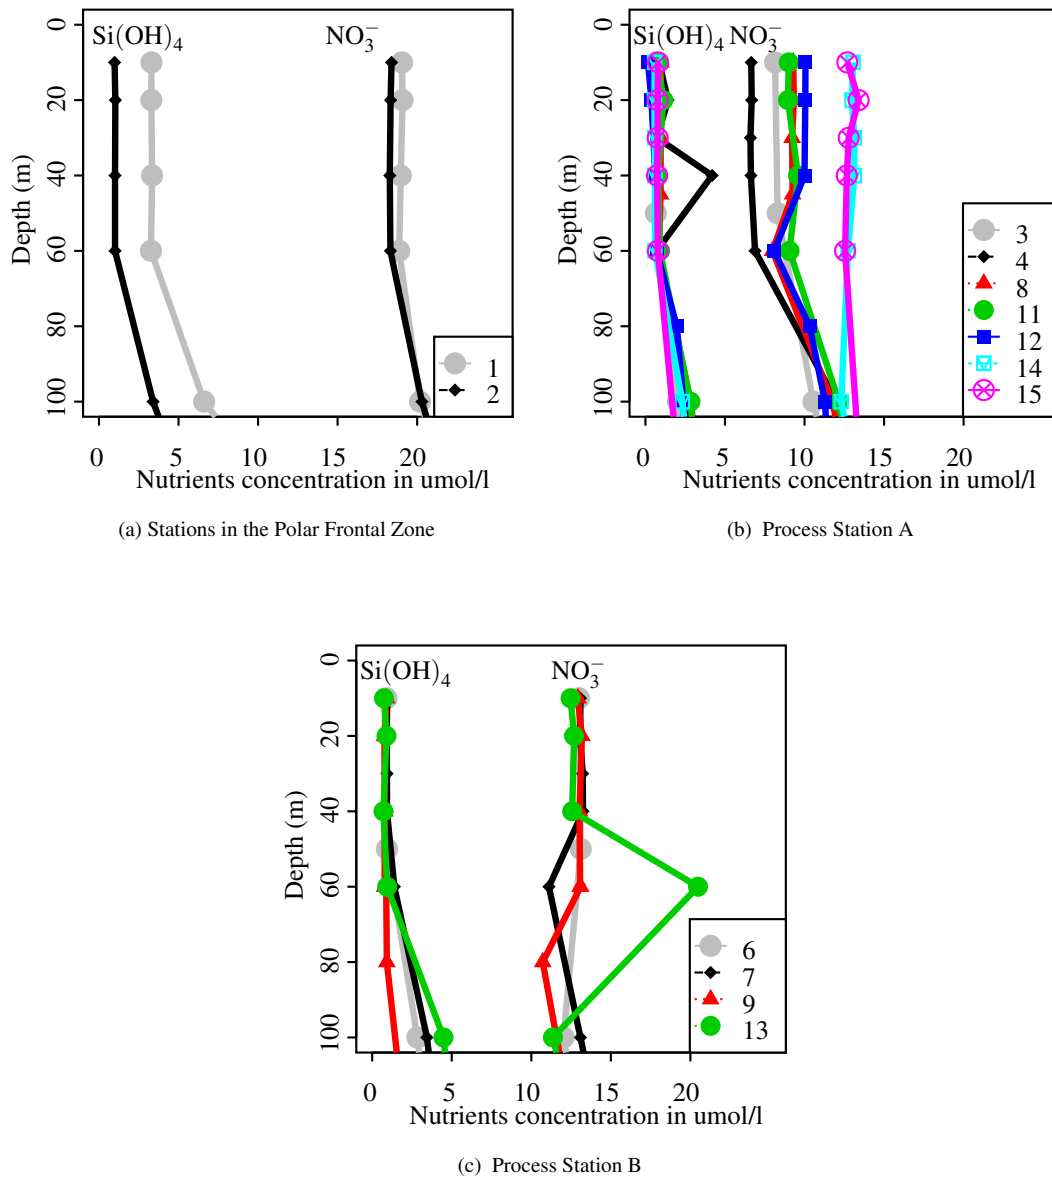 Si(OH)4 NO3−
0
20
40
60
80
100
Depth (m)
1
2
0 5 10 15 20
Nutrients concentration in umol/l
(a) Stations in the Polar Frontal Zone
Si(OH)4 NO3−
0
20
40
60
80
100
Depth (m)
3
4
8
11
12
14
15
0 5 10 15 20
Nutrients concentration in umol/l
(b) Process Station A
Si(OH)4 NO3−
0
20
40
60
80
100
Depth (m)
6
7
9
13
0 5 10 15 20
Nutrients concentration in umol/l
(c) Process Station B